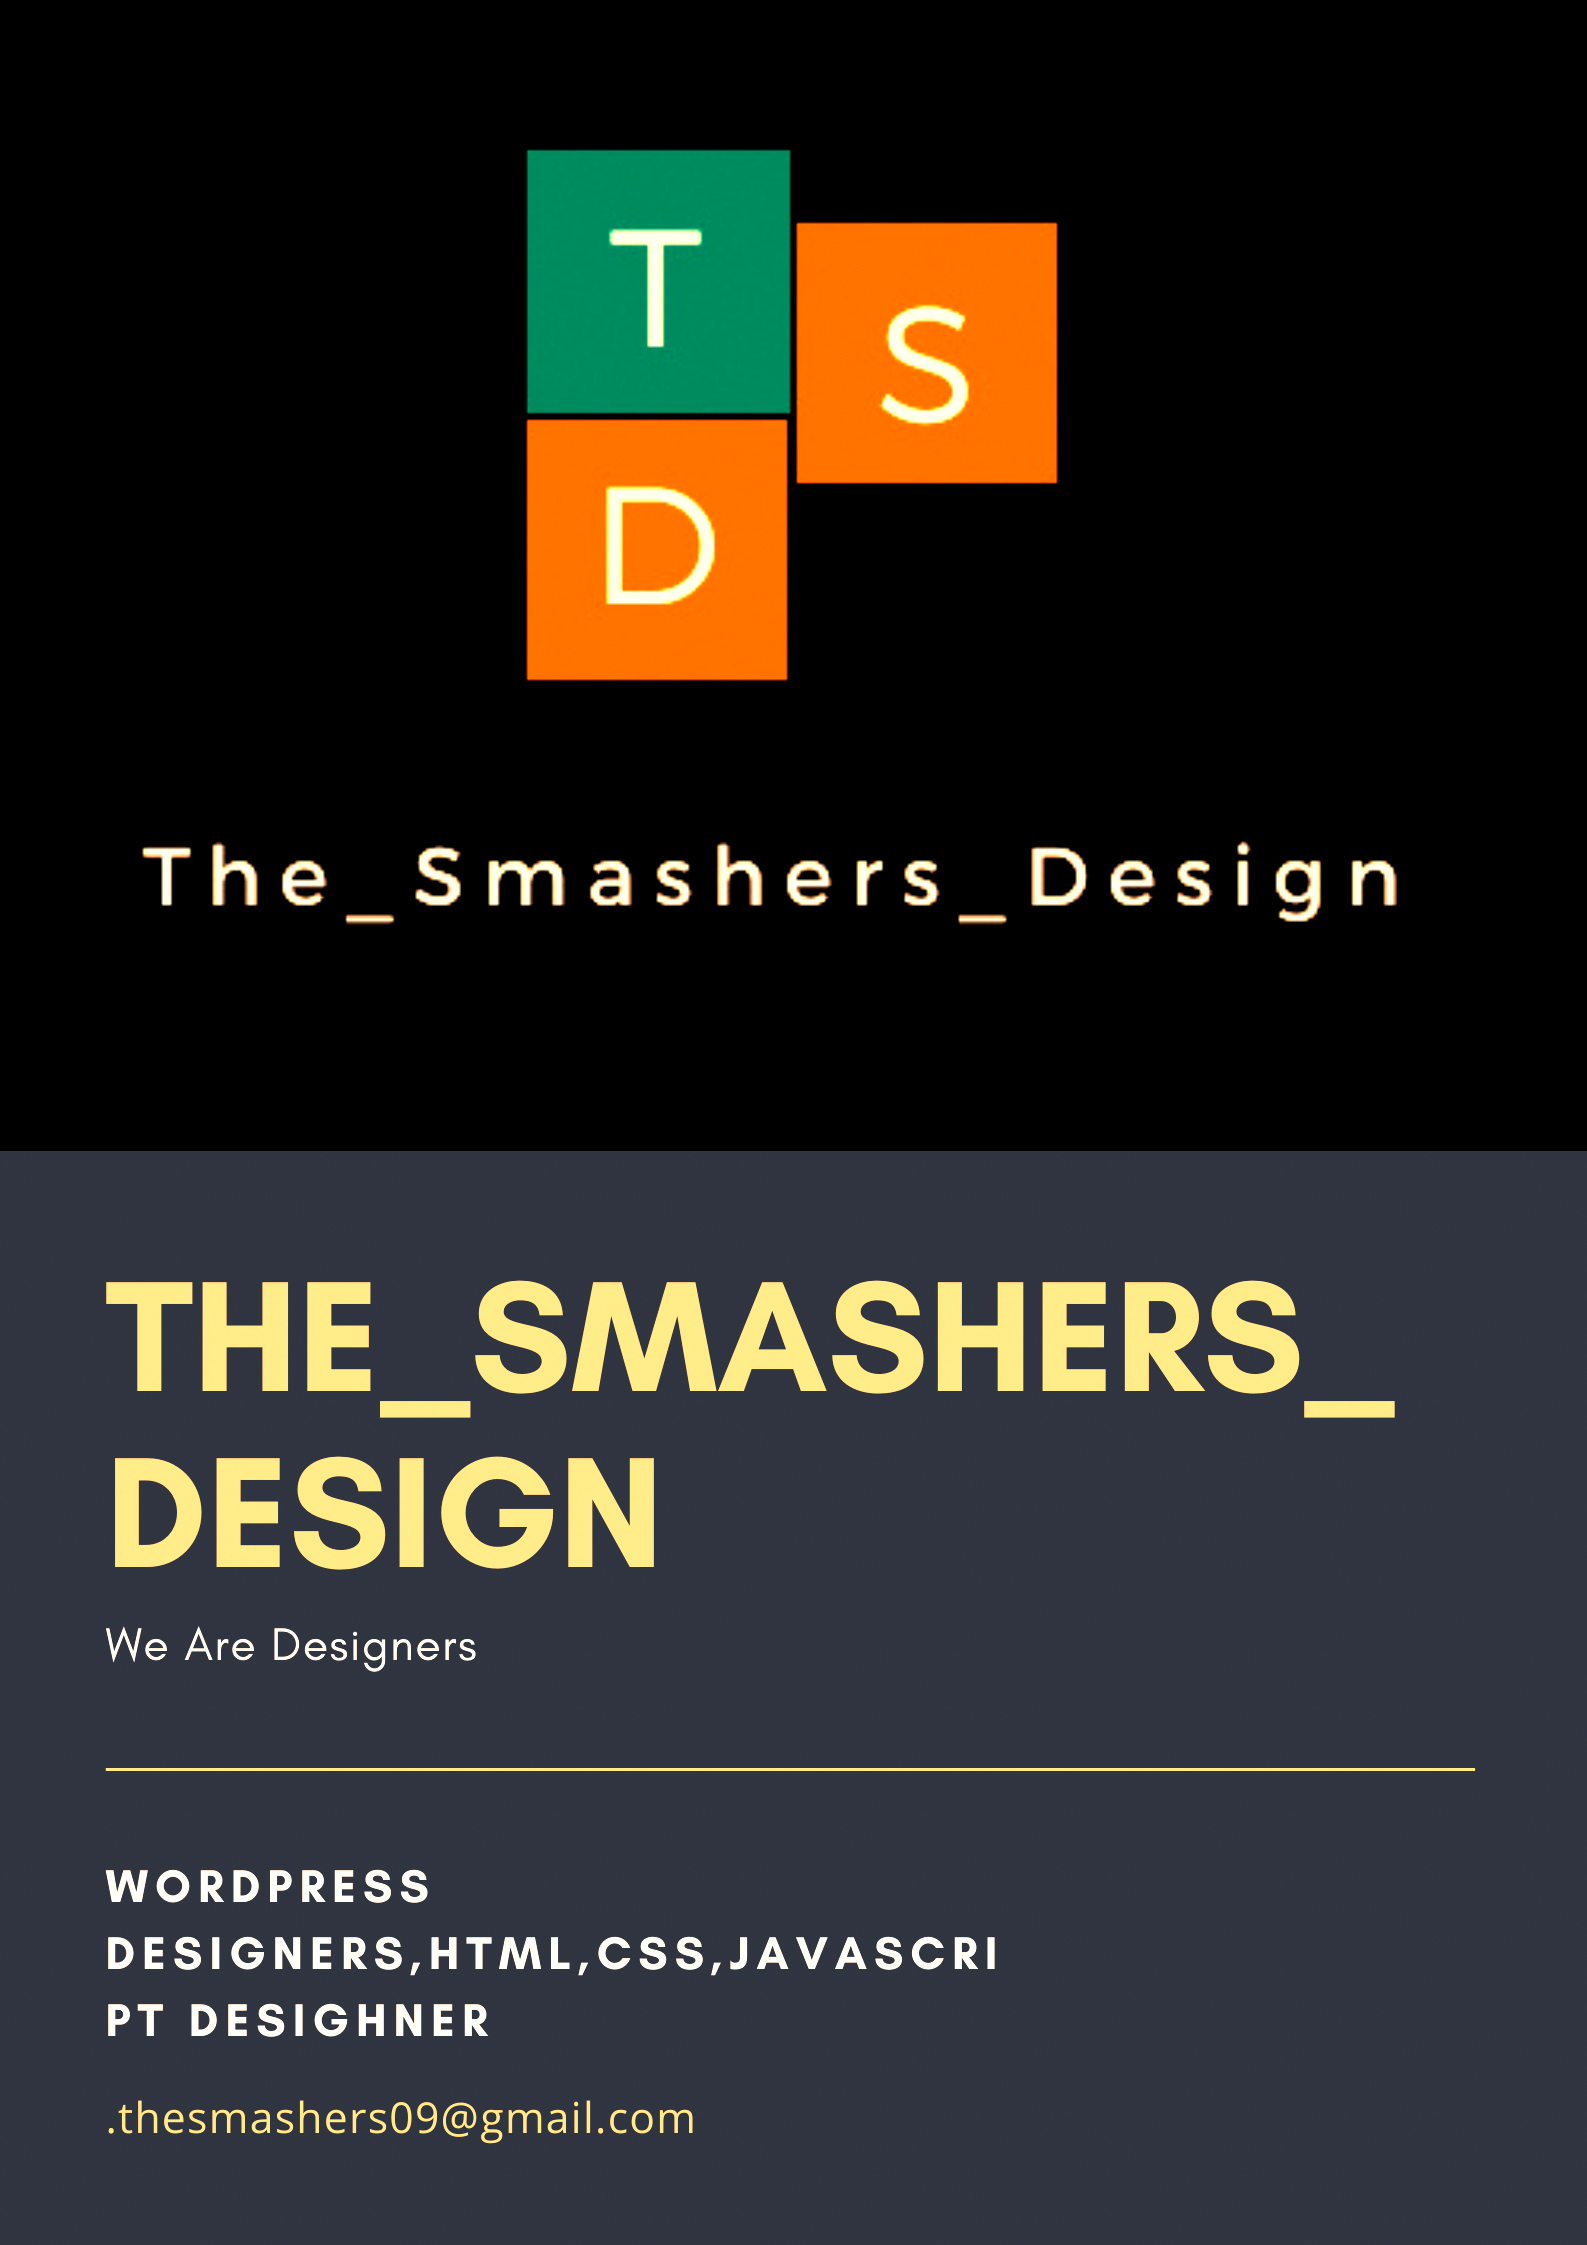 T
S
D
The_Smashers_Design
THE_SMASHERS_
DESIGN
We Are Designers
WORDPRESS
DESIGNERS,HTML,CSS,JAVASCRI
PT DESIGHNER
.thesmashers09@gmail.com